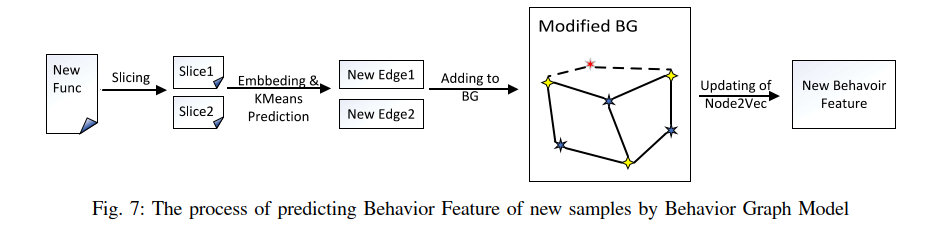 New
Func
Slicing
Slice1
Slice2
Embbeding &
KMeans
Prediction
New Edge1
New Edge2
Adding to
BG
Modified BG
Updating of
Node2Vec
New Behavoir
Feature
Fig. 7: The process of predicting Behavior Feature of new samples by Behavior Graph Model